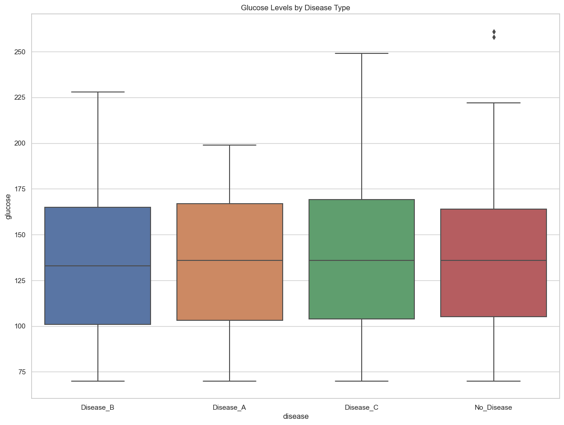 Glucose Levels by Disease Type
glucose
250
225
200
175
150
125
100
75
Disease_B
Disease_A
Disease_C
No_Disease
disease